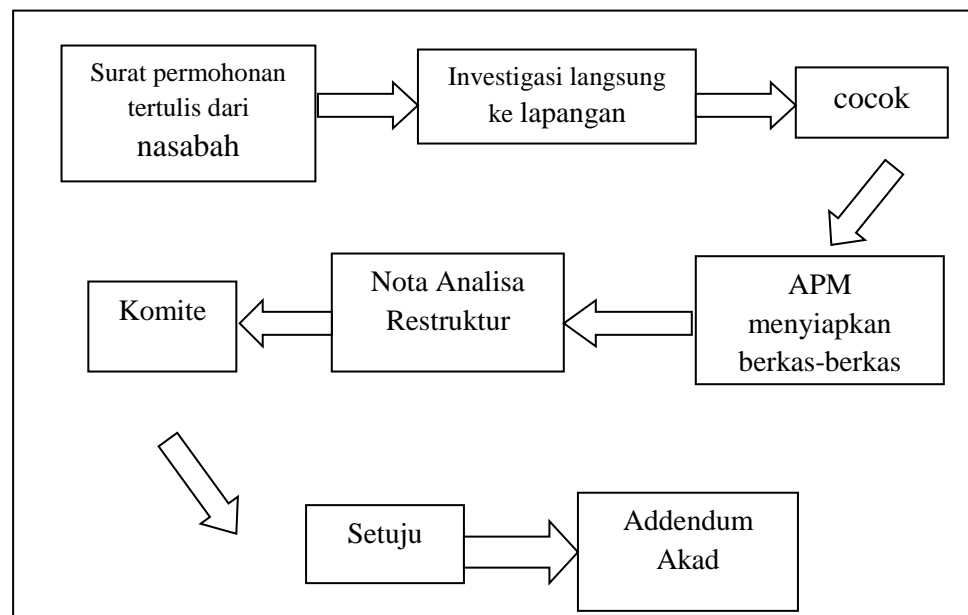 Surat permohonan
tertulis dari
nasabah
Investigasi langsung
ke lapangan
cocok
APM
menyiapkan
berkas-berkas
Nota Analisa
Restruktur
Komite
Setuju
Addendum
Akad